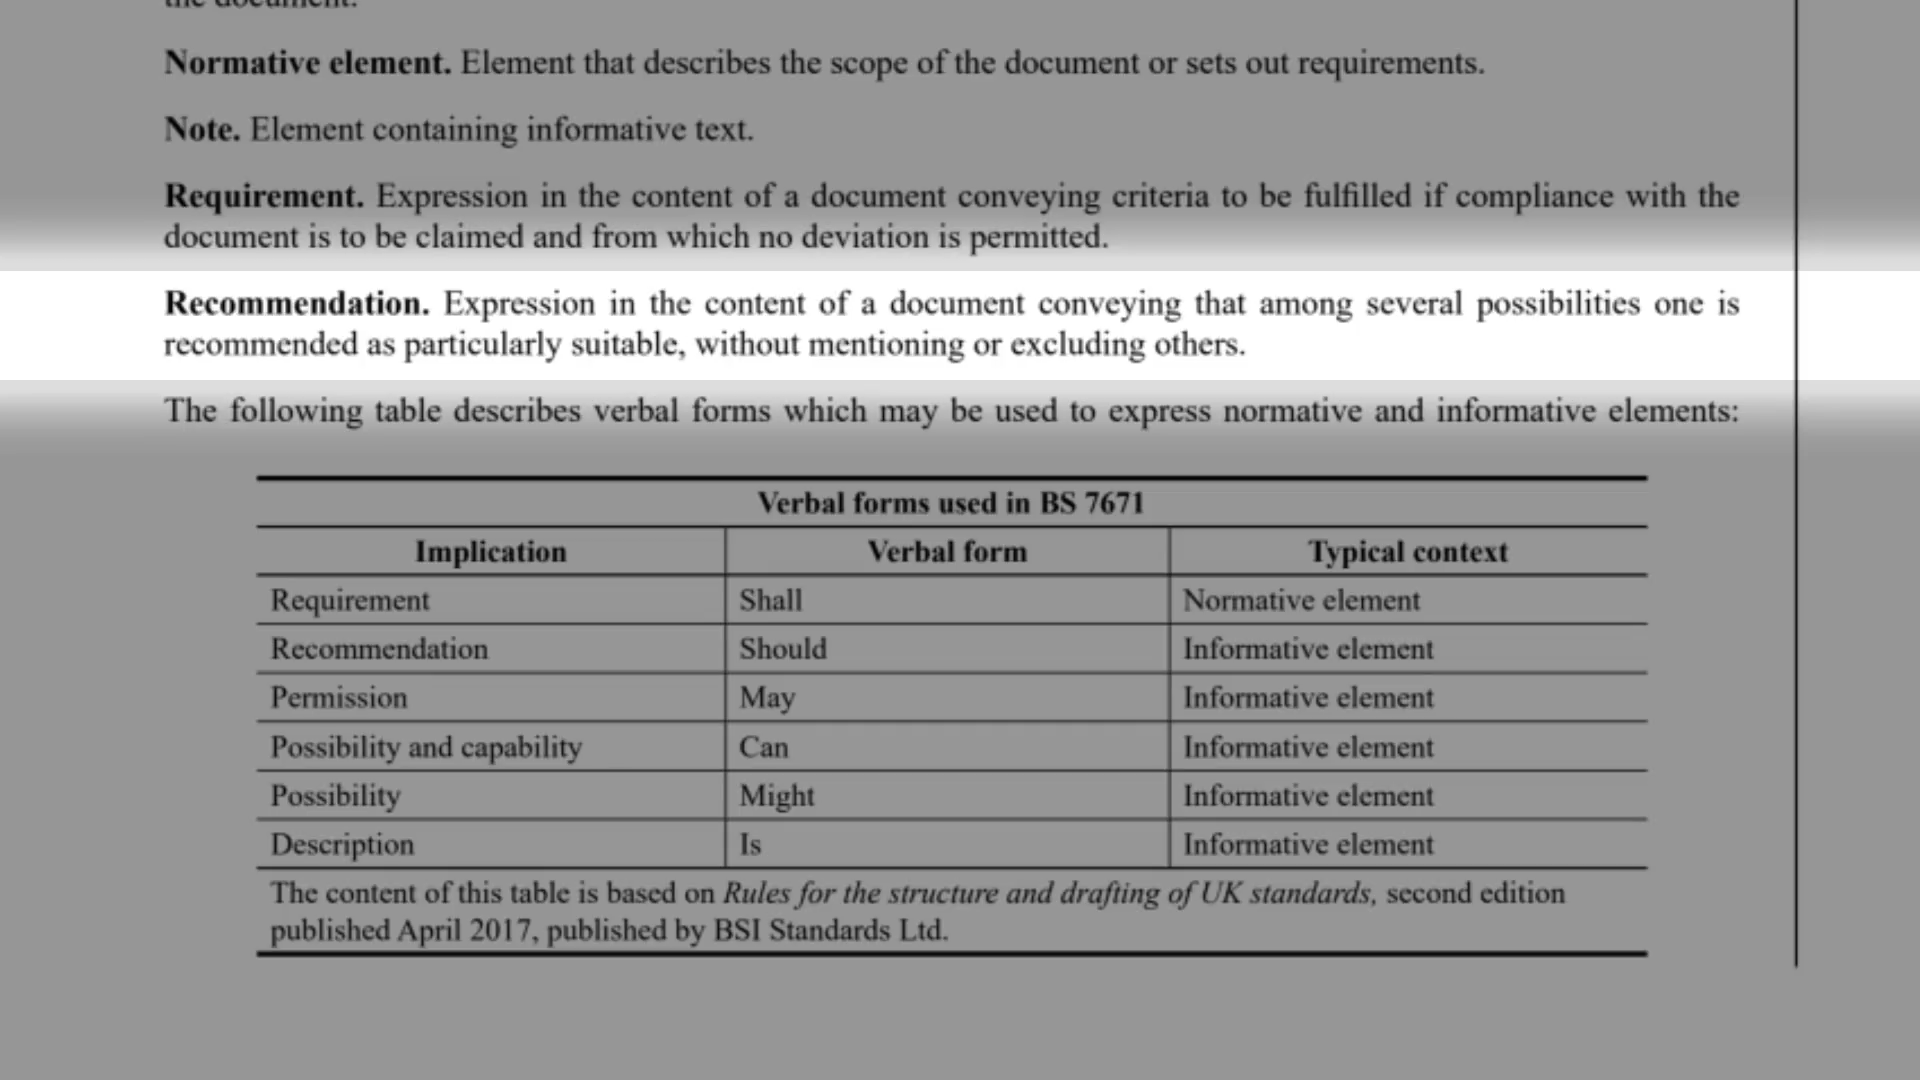 the document.
Normative element. Element that describes the scope of the document or sets out requirements.
Note. Element containing informative text.
Requirement. Expression in the content of a document conveying criteria to be fulfilled if compliance with the
document is to be claimed and from which no deviation is permitted.
Recommendation. Expression in the content of a document conveying that among several possibilities one is
recommended as particularly suitable, without mentioning or excluding others.
The following table describes verbal forms which may be used to express normative and informative elements:
Verbal forms used in BS 7671
Implication Verbal form Typical context
Requirement Shall Normative element
Recommendation Should Informative element
Permission May Informative element
Possibility and capability Can Informative element
Possibility Might Informative element
Description Is Informative element
The content of this table is based on Rules for the structure and drafting of UK standards, second edition
published April 2017, published by BSI Standards Ltd.